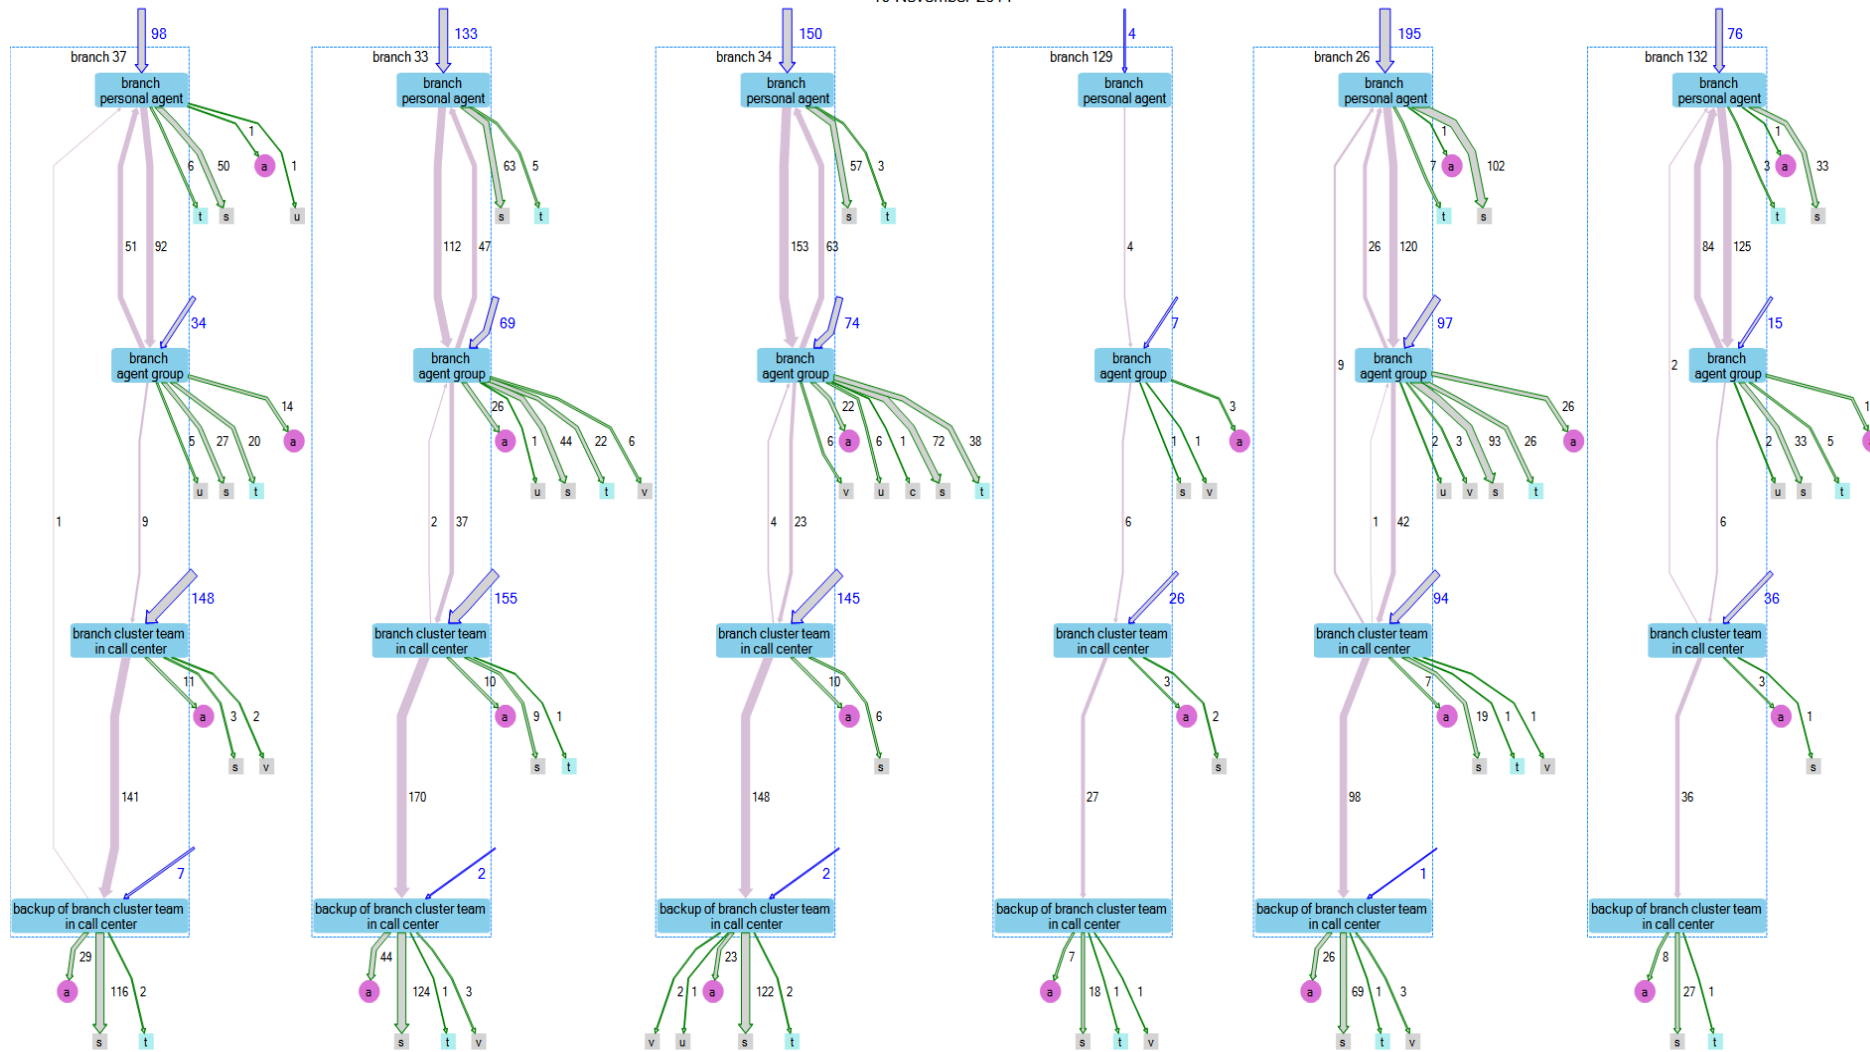 98
133
150
4
195
76
branch 37
branch 33
branch 34
branch 129
branch 26
branch 132
branch
personal agent
branch
personal agent
branch
personal agent
branch
personal agent
branch
personal agent
branch
personal agent
1
a
6
50
1
t
s
u
63
5
s
t
57
3
s
t
1
a
7
102
t
s
1
a
3
33
t
s
51
92
112
47
153
63
4
26
120
84
125
34
69
74
7
97
15
branch
agent group
branch
agent group
branch
agent group
branch
agent group
branch
agent group
branch
agent group
9
2
14
a
5
27
20
u
s
t
26
a
1
44
22
6
u
s
t
v
22
a
6
6
1
72
38
v
u
c
s
t
3
a
1
1
s
v
26
a
2
3
93
26
u
v
s
t
2
33
5
u
s
t
1
9
2
37
4
23
6
1
42
6
148
155
145
26
94
36
branch cluster team
in call center
branch cluster team
in call center
branch cluster team
in call center
branch cluster team
in call center
branch cluster team
in call center
branch cluster team
in call center
11
a
3
2
s
v
10
a
9
1
s
t
10
a
6
s
3
a
2
s
7
a
19
1
1
s
t
v
3
a
1
s
141
170
148
27
98
36
7
2
2
1
backup of branch cluster team
in call center
backup of branch cluster team
in call center
backup of branch cluster team
in call center
backup of branch cluster team
in call center
backup of branch cluster team
in call center
backup of branch cluster team
in call center
29
a
116
2
s
t
44
a
124
1
3
s
t
v
23
2
1
a
122
2
v
u
s
t
7
a
18
1
1
s
t
v
26
a
69
1
3
s
t
v
8
a
27
1
s
t